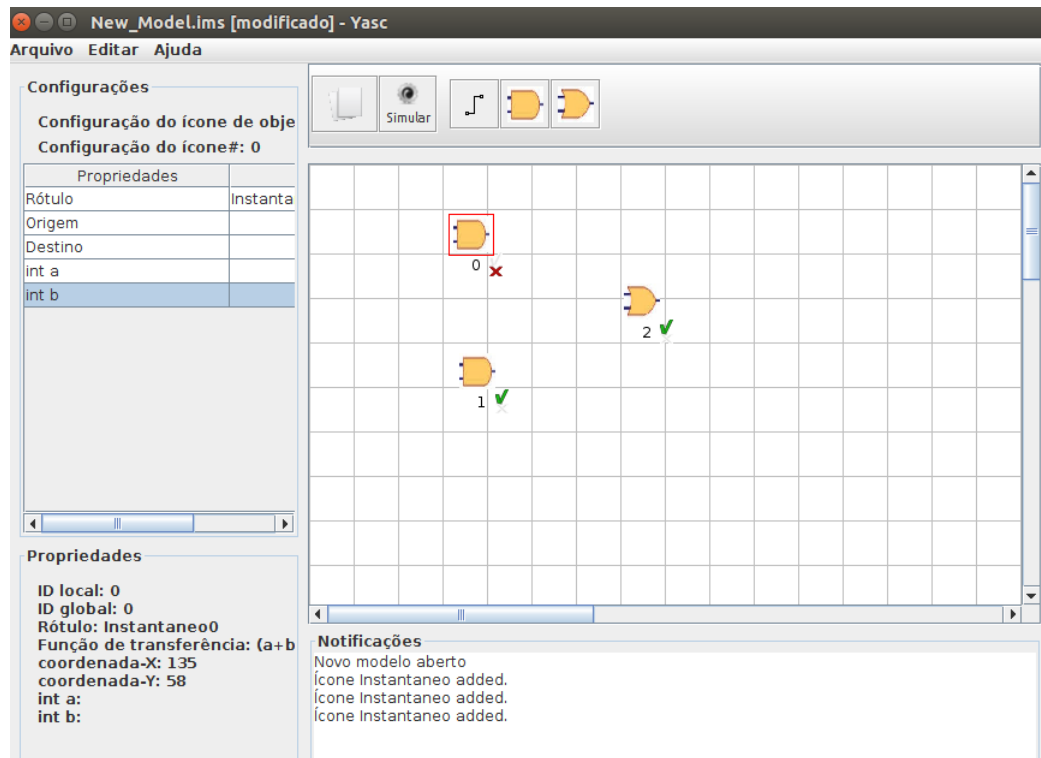 New_Model.ims [modificado] - Yasc
Arquivo Editar Ajuda
Configurações
Configuração do ícone de obje
Configuração do ícone#: 0
Propriedades
Rótulo Instanta
Origem
Destino
int a
int b
Simular
0
2
1
Propriedades
ID local: 0
ID global: 0
Rótulo: Instantaneo0
Função de transferência: (a+b
coordenada-X: 135
coordenada-Y: 58
int a:
int b:
Notificações
Novo modelo aberto
Ícone Instantaneo added.
Ícone Instantaneo added.
Ícone Instantaneo added.